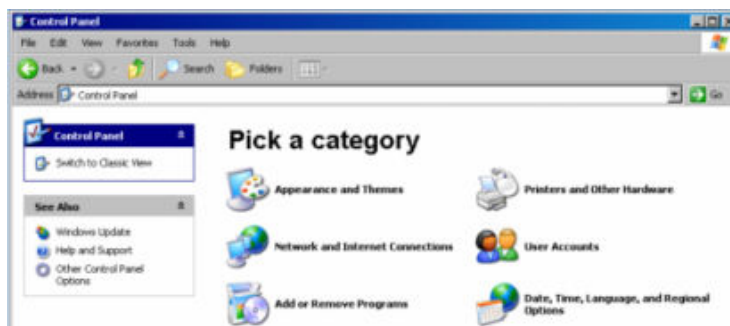 Control Panel
File Edit View Favorites Tools Help
Back Search Folders
Address Control Panel Go
Control Panel
Switch to Classic View
See Also
Windows Update
Help and Support
Other Control Panel
Options
Pick a category
Appearance and Themes
Printers and Other Hardware
Network and Internet Connections
User Accounts
Add or Remove Programs
Date, Time, Language, and Regional
Options